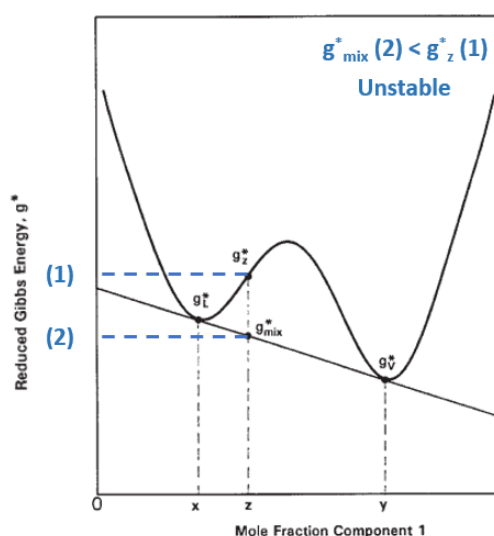 g*mix (2) < g*z (1)
Unstable
Reduced Gibbs Energy, g*
(1)
g*z
g*L
(2)
g*mix
g*V
0 x z y
Mole Fraction Component 1